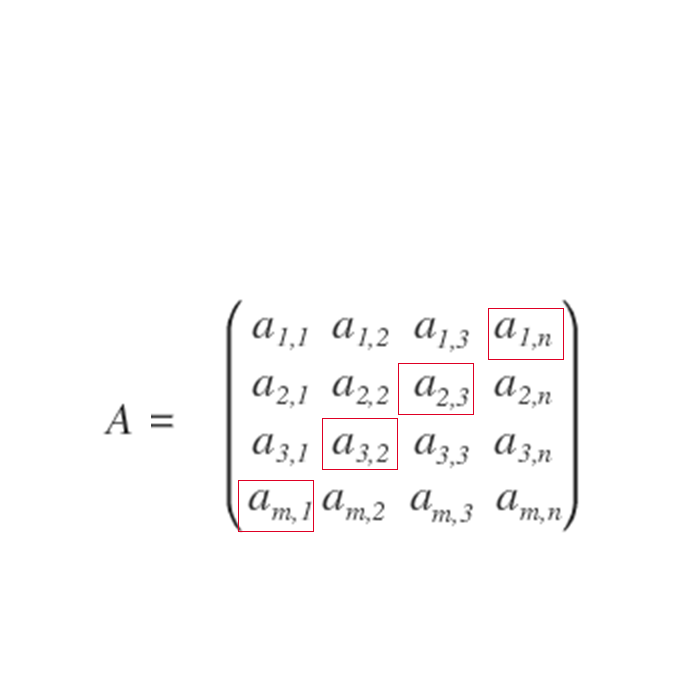 a1,1 a1,2 a1,3 a1,n
a2,1 a2,2 a2,3 a2,n
A =
a3,1 a3,2 a3,3 a3,n
am,1 am,2 am,3 am,n